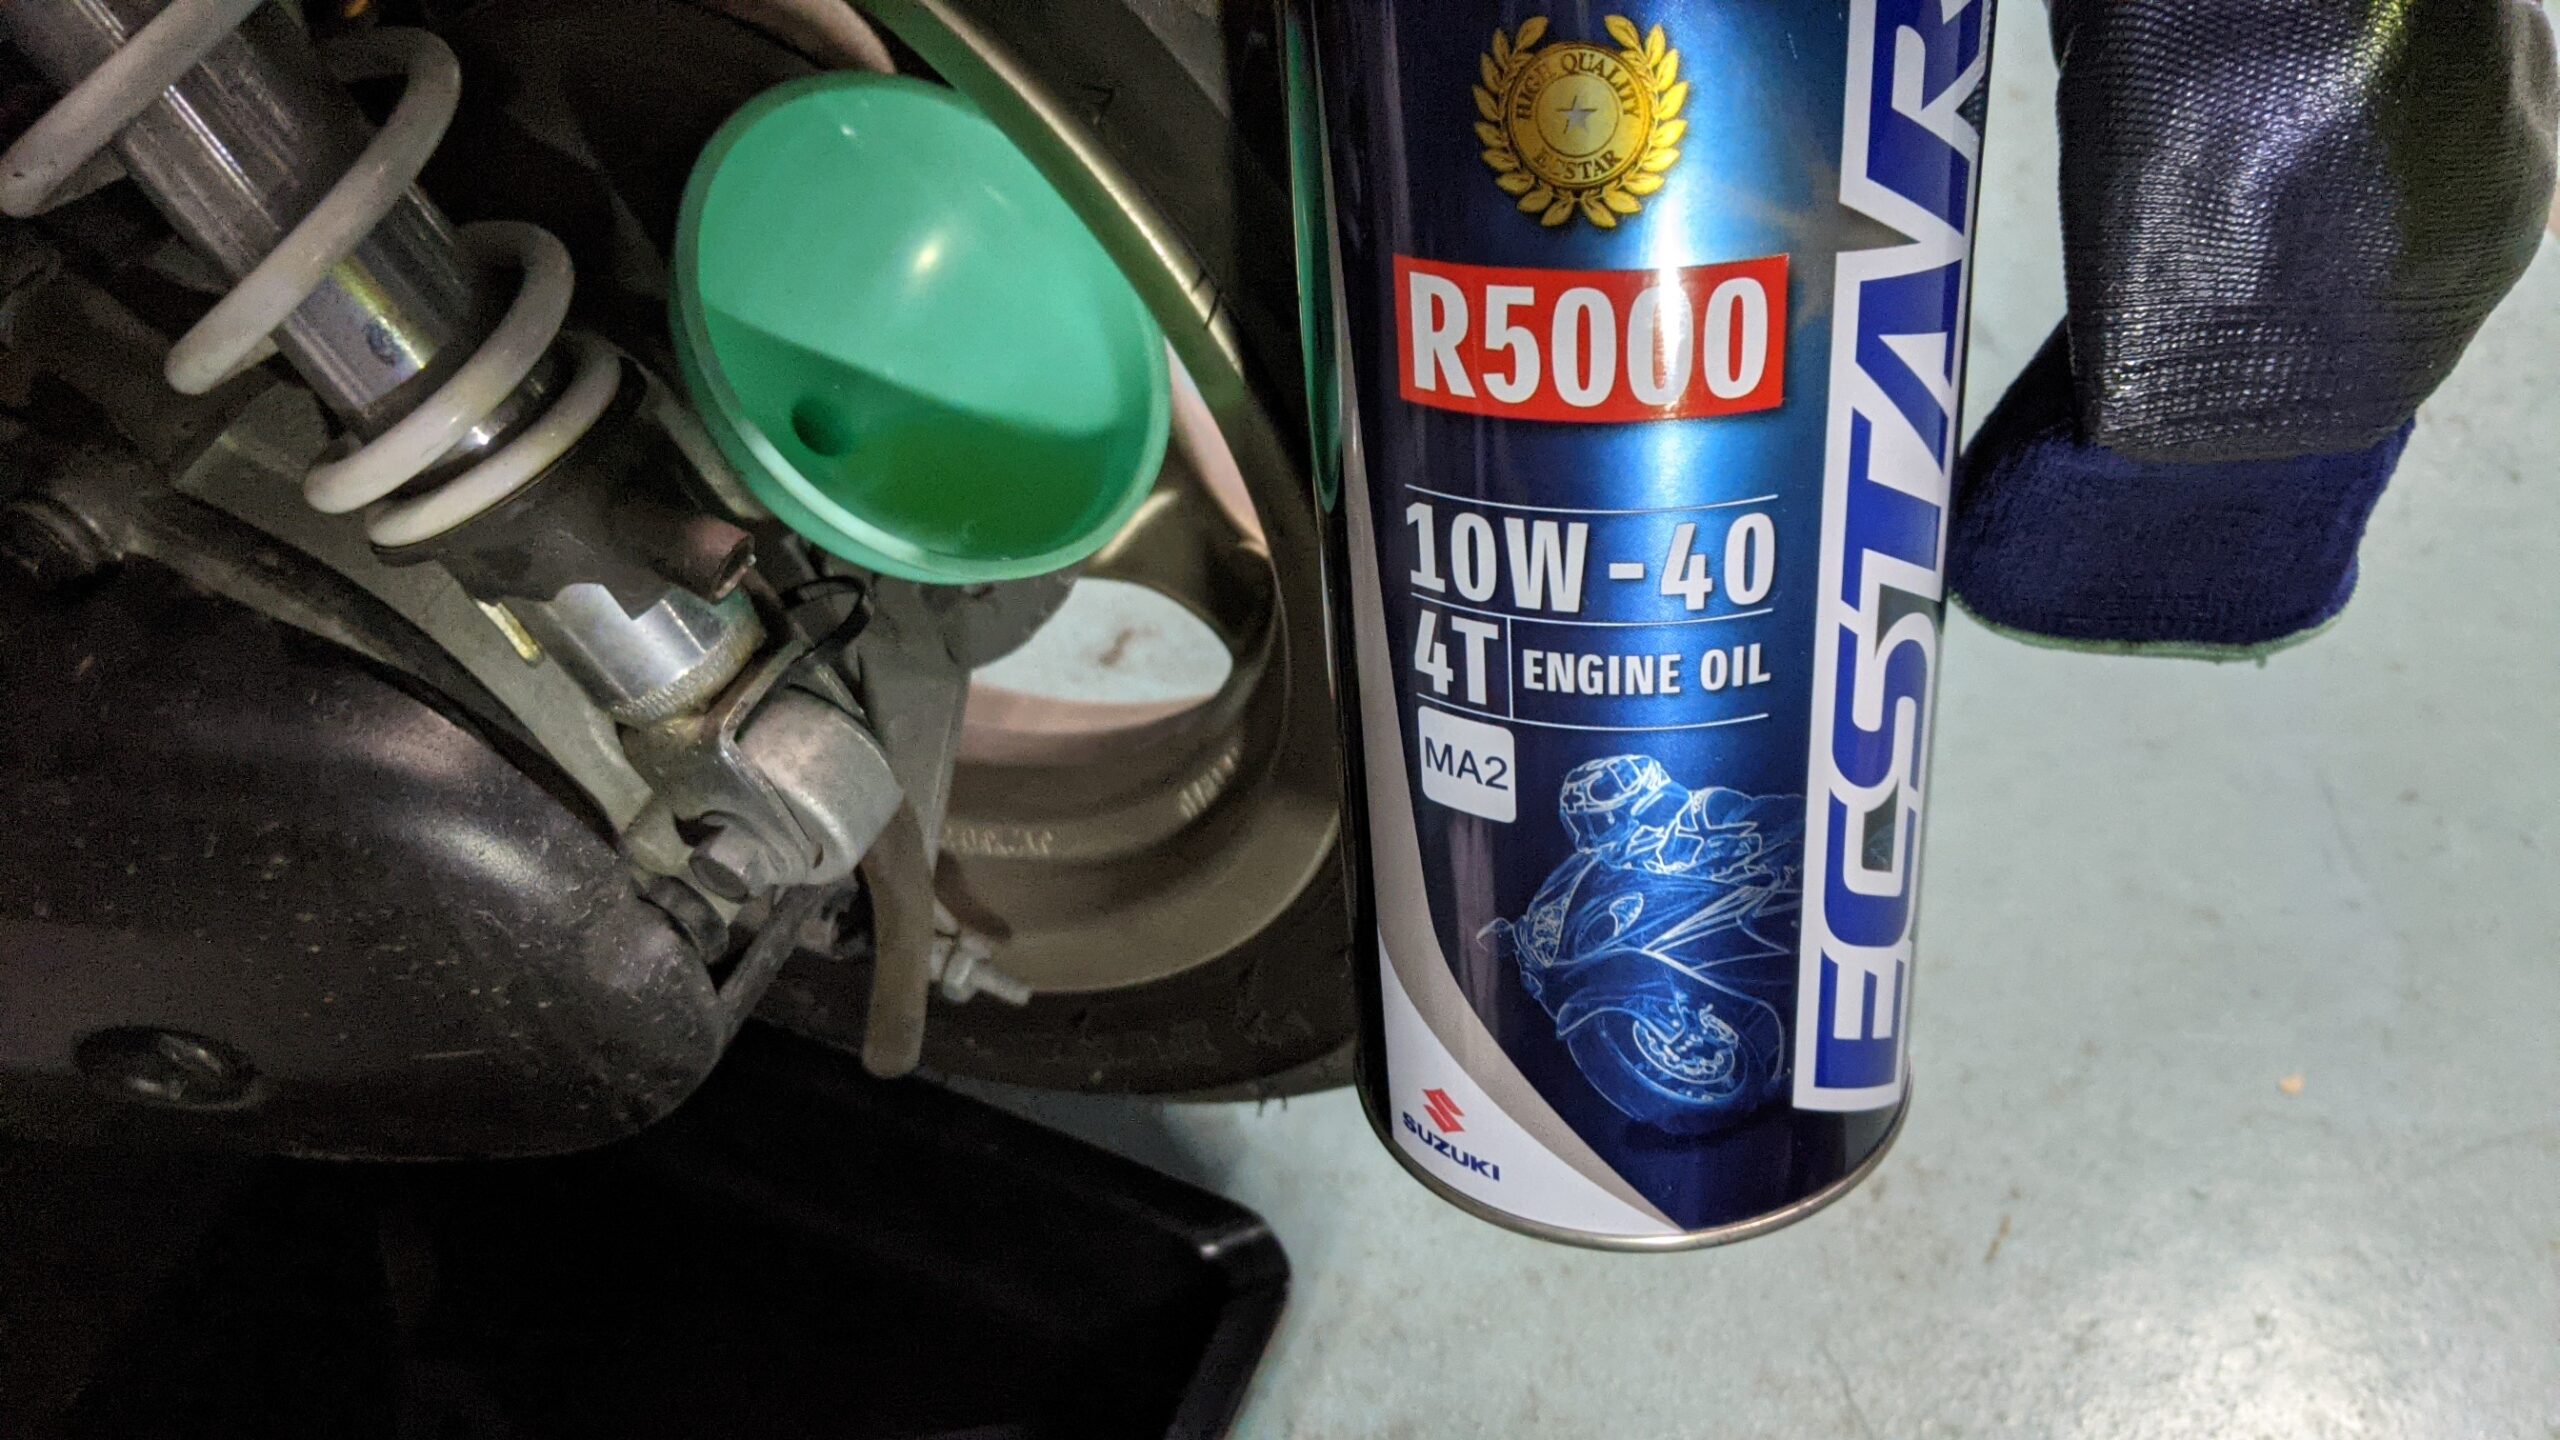 HIGH QUALITY
ECSTAR
R5000
10W-40
4T ENGINE OIL
MA2
SUZUKI
ECSTAR